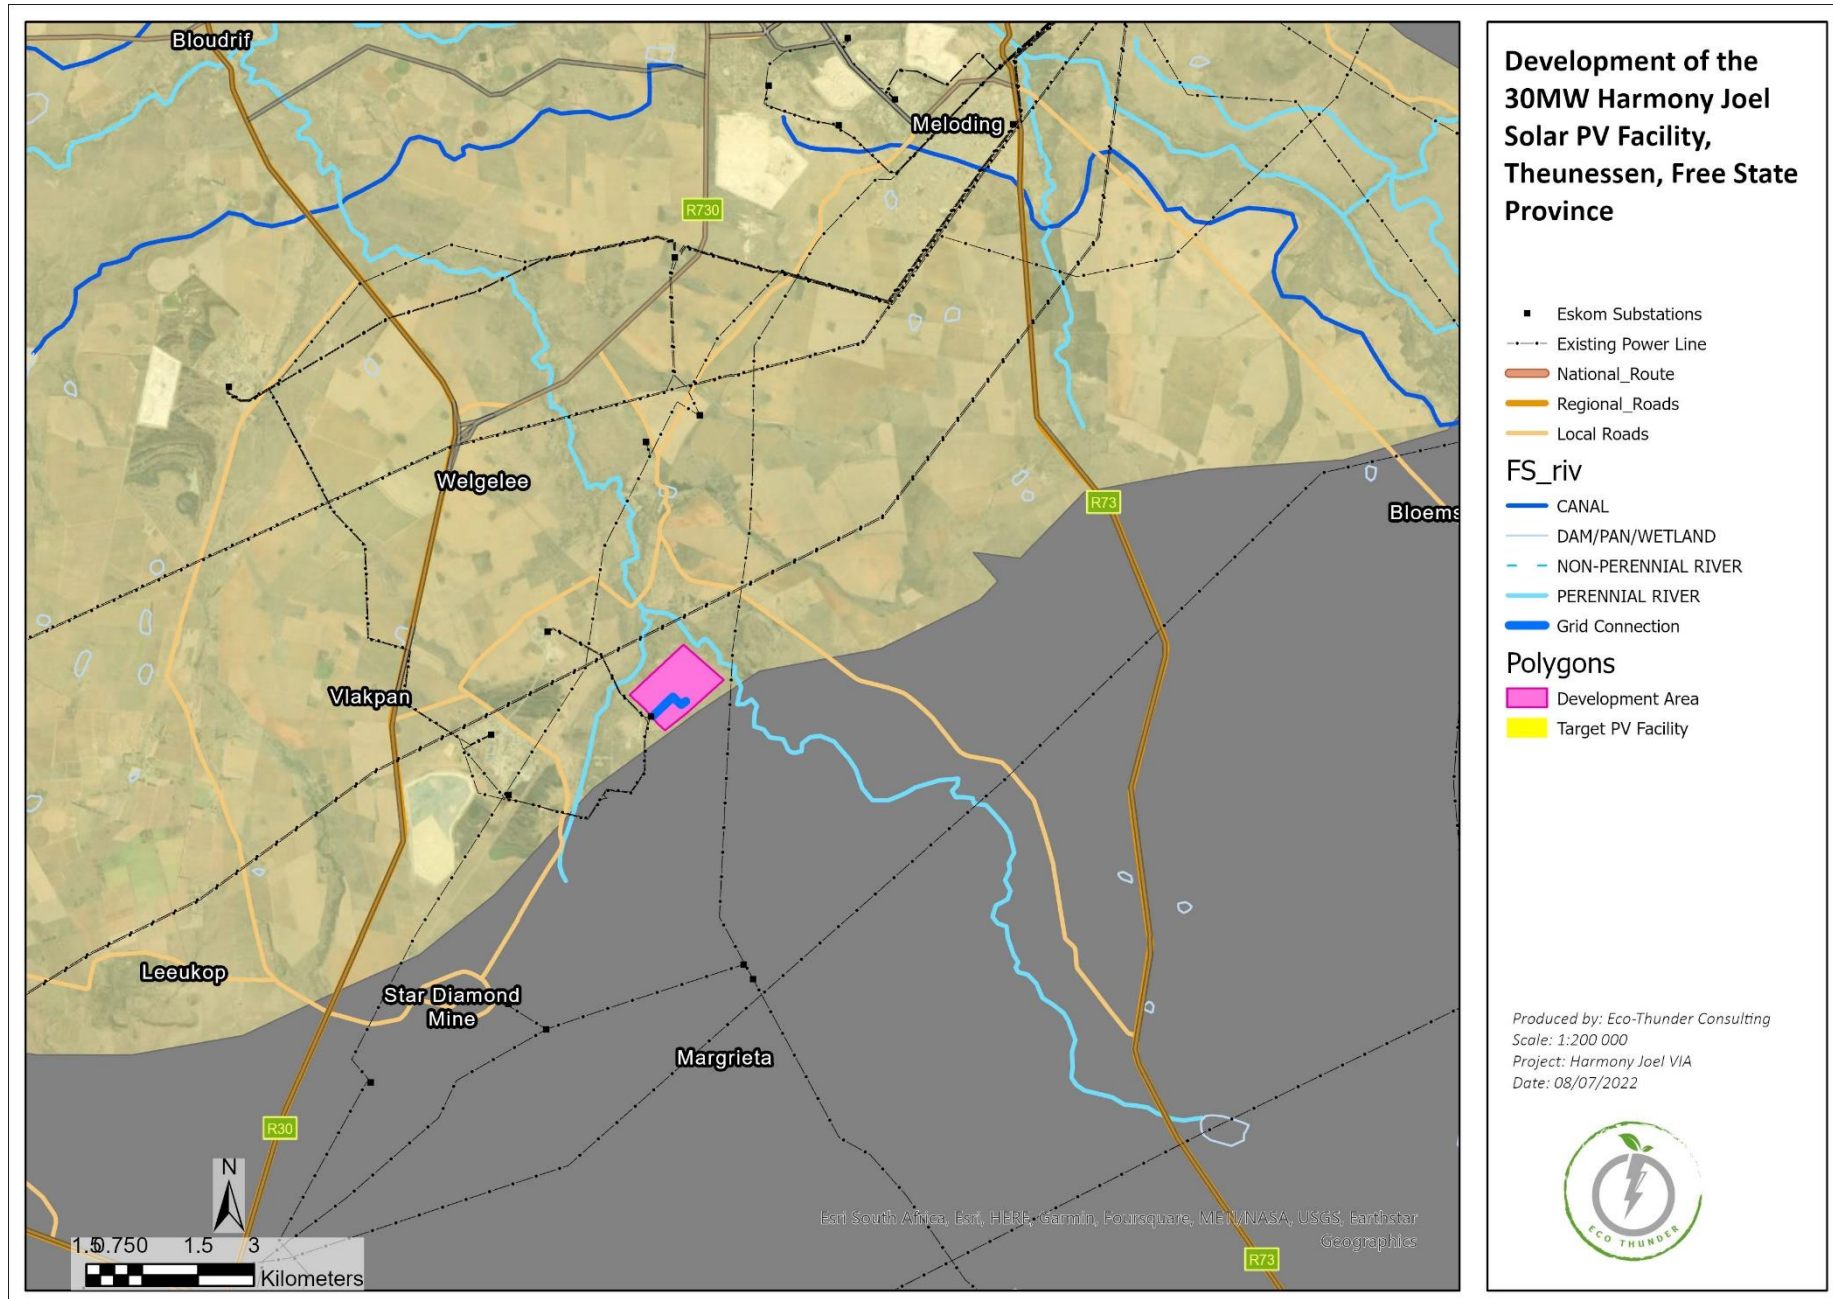 Bloudrif
Meloding
R730
Welgelee
R73
Bloems
Vlakpan
Leeukop
Star Diamond
Mine
Margrieta
R30
N
1.50.750 1.5 3
Kilometers
Esri South Africa, Esri, HERE, Garmin, Foursquare, METI/NASA, USGS, Earthstar
Geographics
R73
Development of the
30MW Harmony Joel
Solar PV Facility,
Theunessen, Free State
Province
Eskom Substations
Existing Power Line
National_Route
Regional_Roads
Local Roads
FS_riv
CANAL
DAM/PAN/WETLAND
NON-PERENNIAL RIVER
PERENNIAL RIVER
Grid Connection
Polygons
Development Area
Target PV Facility
Produced by: Eco-Thunder Consulting
Scale: 1:200 000
Project: Harmony Joel VIA
Date: 08/07/2022
ECO THUNDER